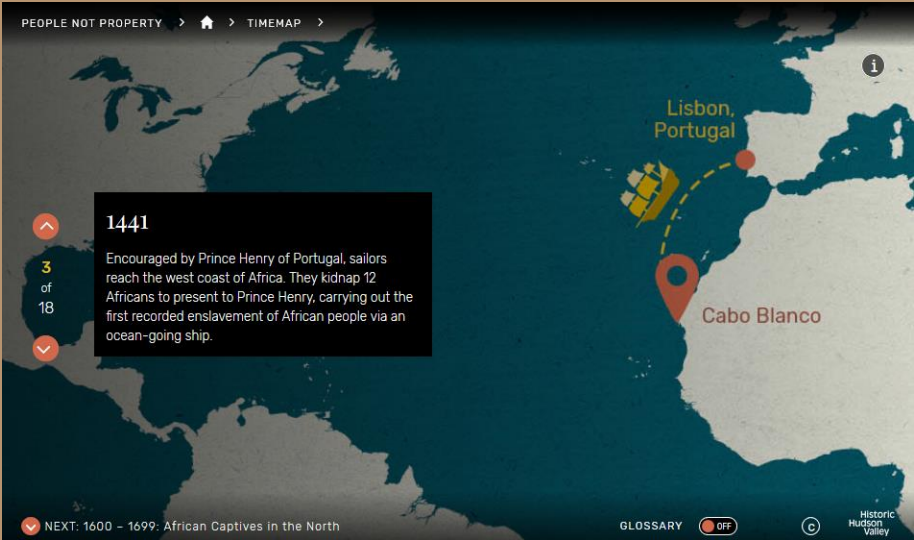 PEOPLE NOT PROPERTY > > TIMEMAP >
i
Lisbon,
Portugal
1441
Encouraged by Prince Henry of Portugal, sailors
reach the west coast of Africa. They kidnap 12
Africans to present to Prince Henry, carrying out the
first recorded enslavement of African people via an
ocean-going ship.
3
of
18
Cabo Blanco
NEXT: 1600 – 1699: African Captives in the North
GLOSSARY OFF
C
Historic
Hudson
Valley